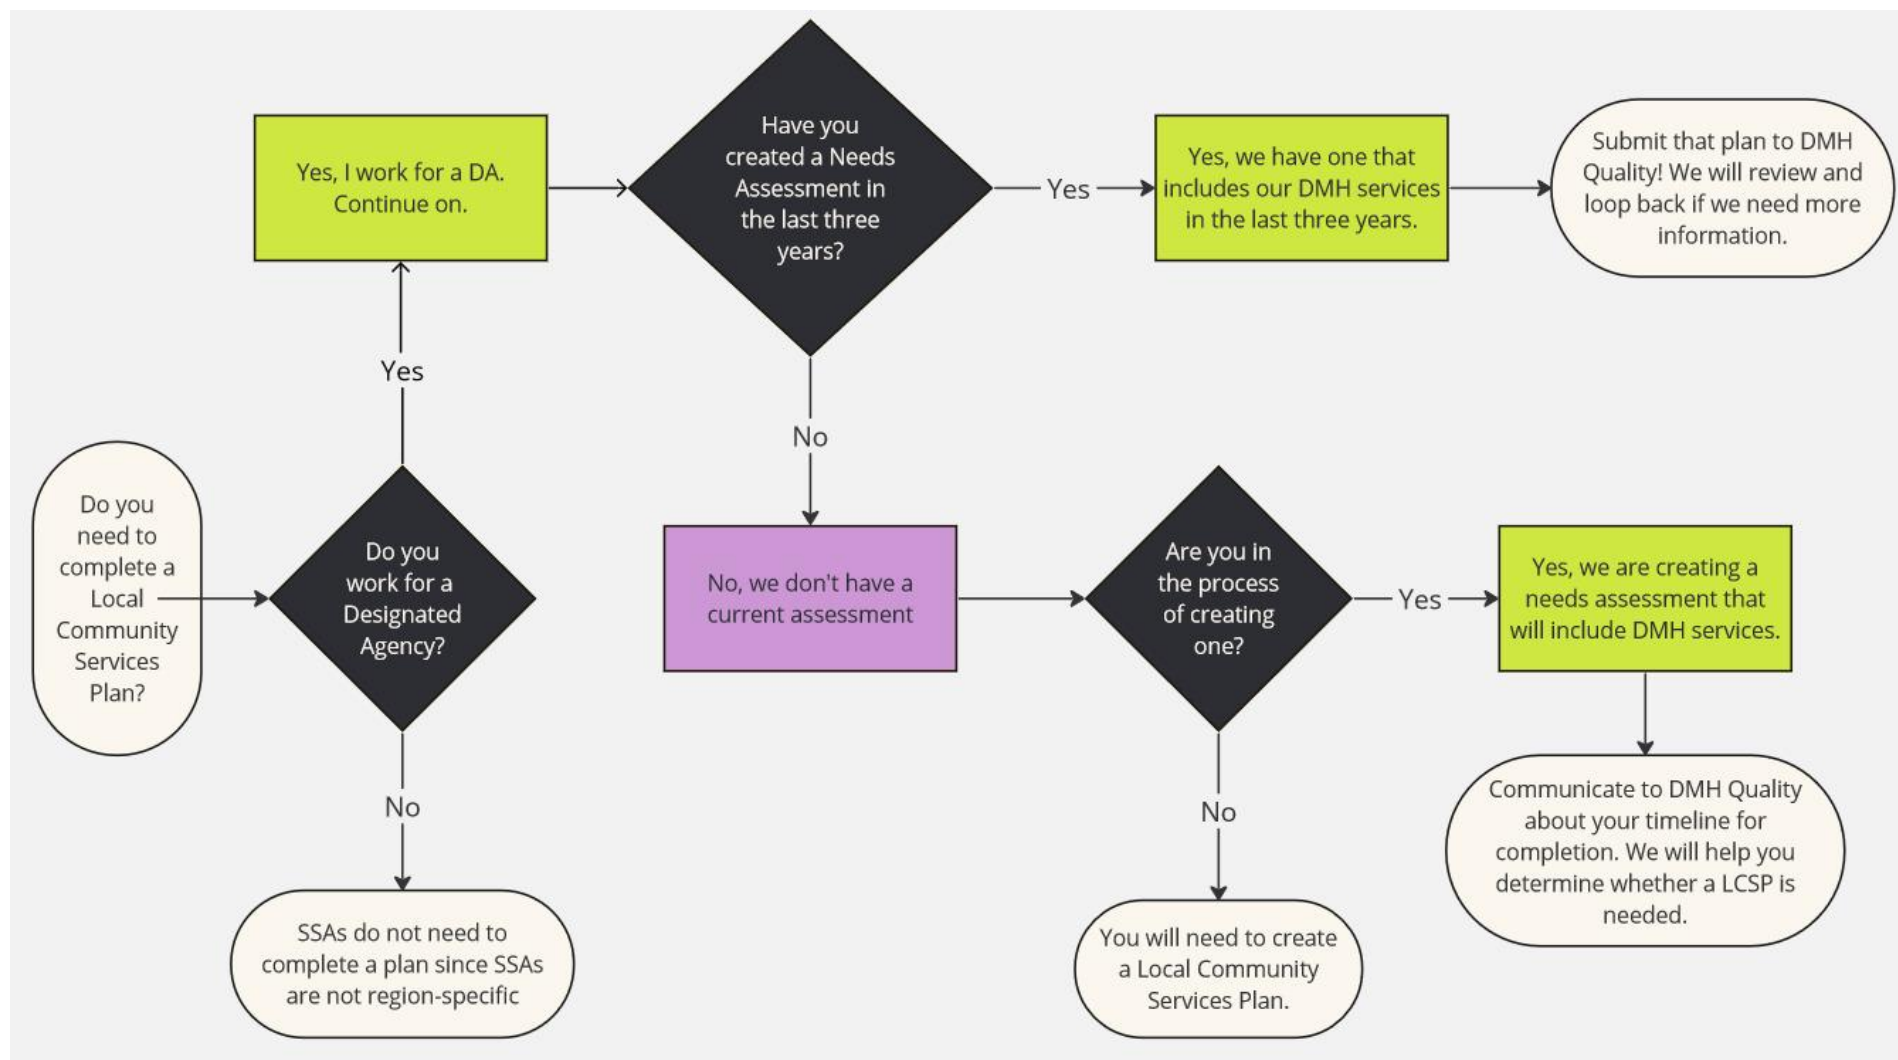 Do you
need to
complete a
Local
Community
Services
Plan?
Do you
work for a
Designated
Agency?
Yes
Yes, I work for a DA.
Continue on.
No
SSAs do not need to
complete a plan since SSAs
are not region-specific
Have you
created a Needs
Assessment in
the last three
years?
Yes
Yes, we have one that
includes our DMH services
in the last three years.
Submit that plan to DMH
Quality! We will review and
loop back if we need more
information.
No
No, we don't have a
current assessment
Are you in
the process
of creating
one?
Yes
Yes, we are creating a
needs assessment that
will include DMH services.
Communicate to DMH Quality
about your timeline for
completion. We will help you
determine whether a LCSP is
needed.
No
You will need to create
a Local Community
Services Plan.